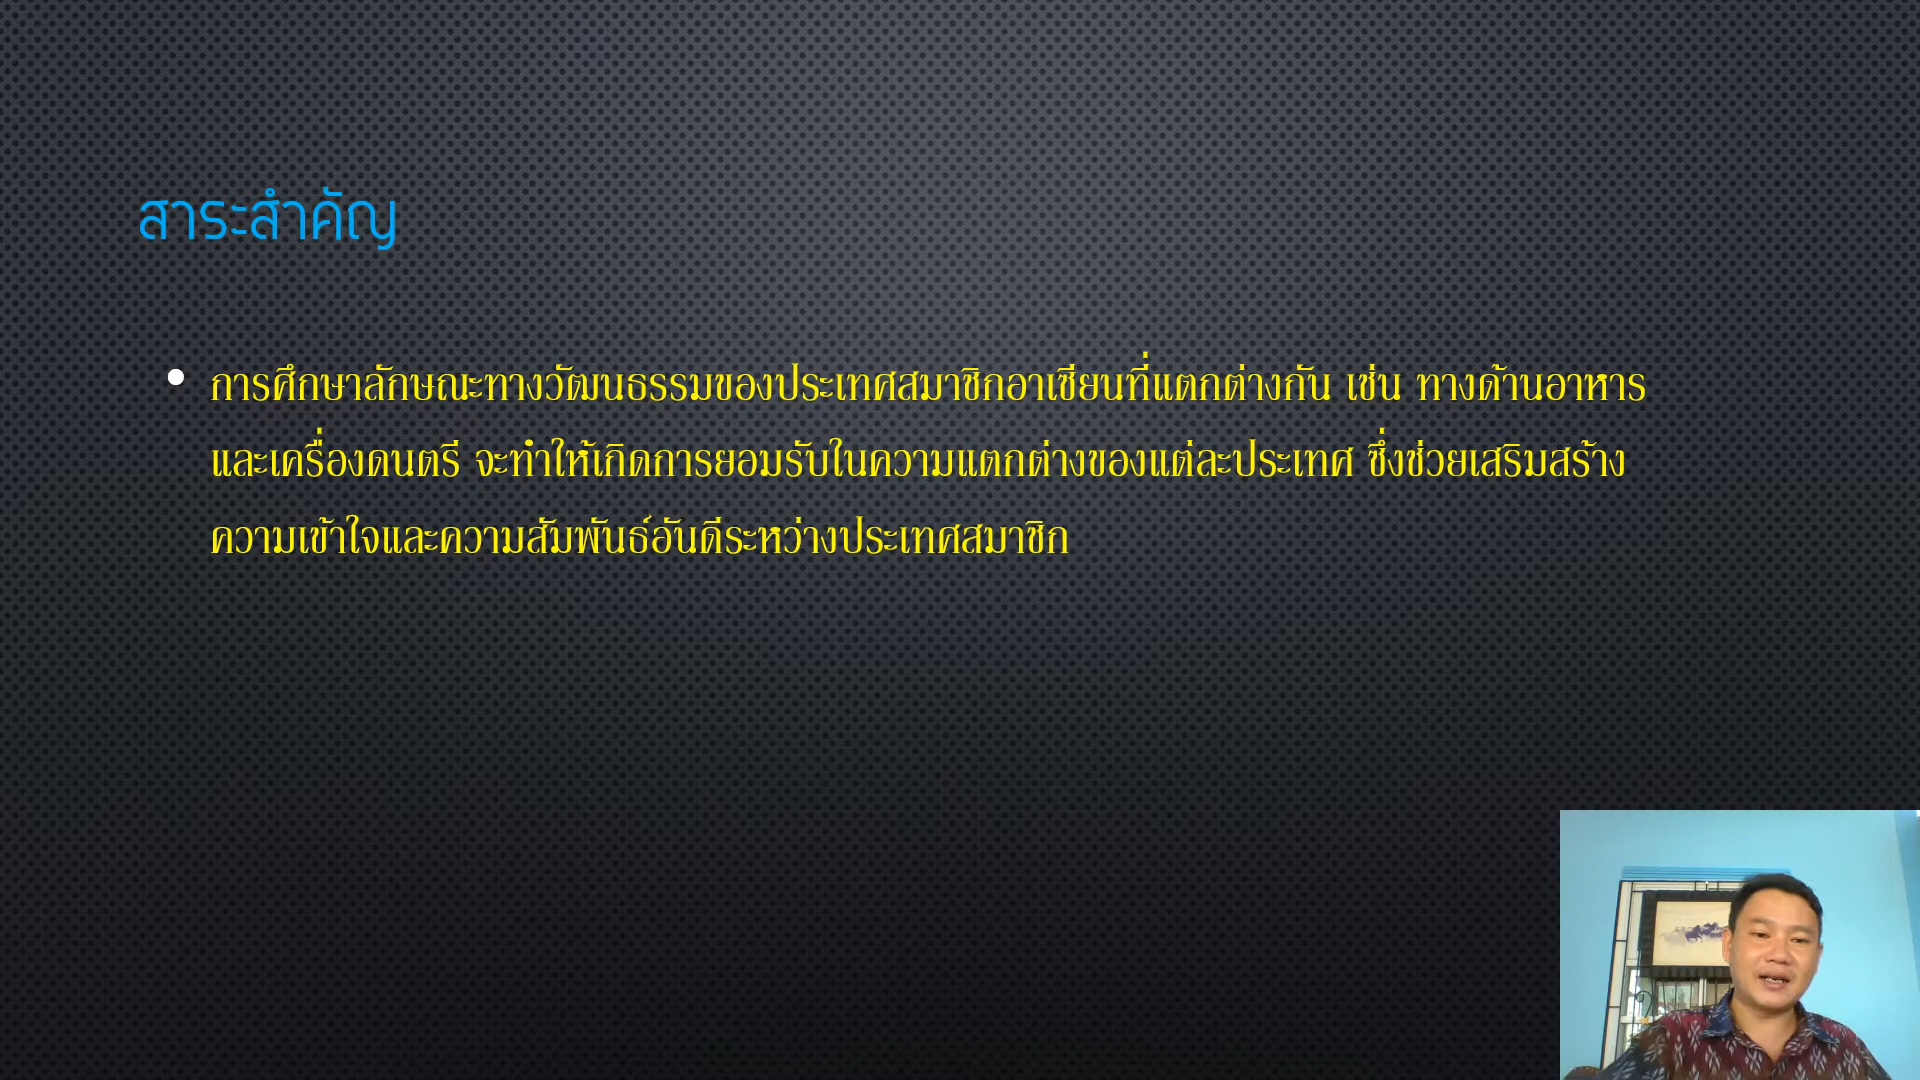 สาระสำคัญ
• การศึกษาลักษณะทางวัฒนธรรมของประเทศสมาชิกอาเซียนที่แตกต่างกัน เช่น ทางด้านอาหาร
และเครื่องดนตรี จะทำให้เกิดการยอมรับในความแตกต่างของแต่ละประเทศ ซึ่งช่วยเสริมสร้าง
ความเข้าใจและความสัมพันธ์อันดีระหว่างประเทศสมาชิก